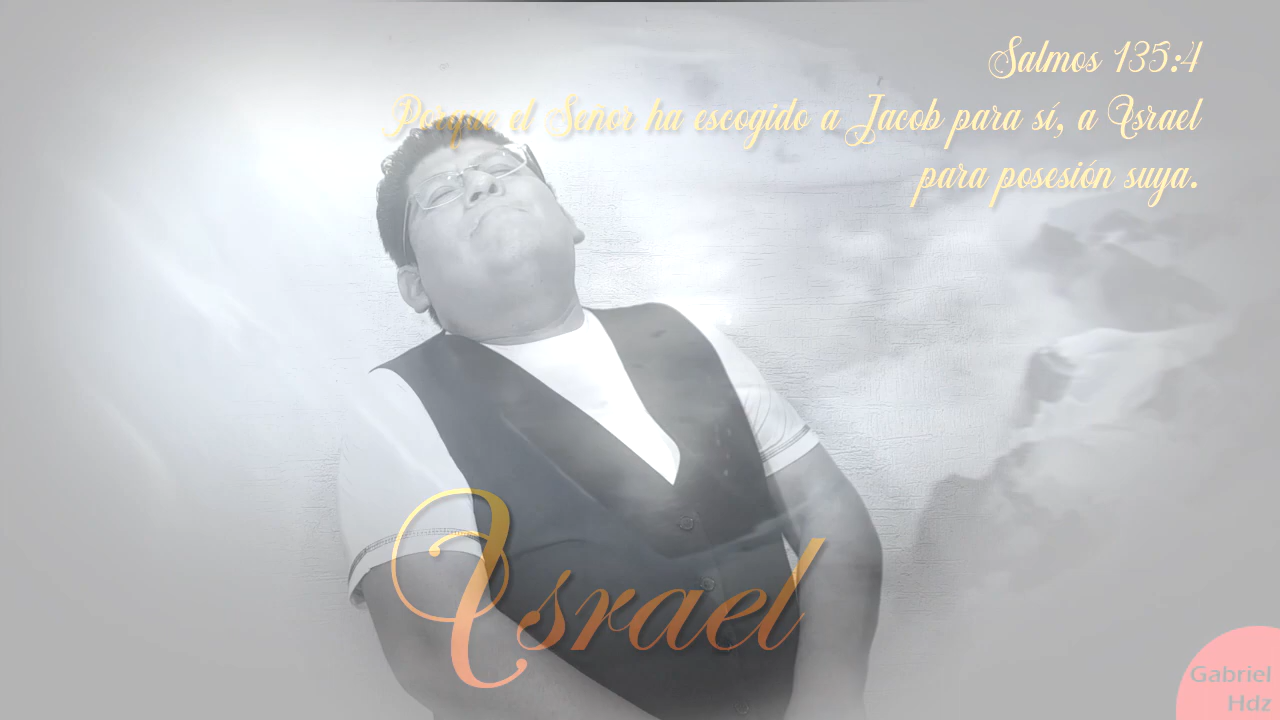 Salmos 135:4
Porque el Señor ha escogido a Jacob para sí, a Israel
para posesión suya.
Israel
Gabriel
Hdz